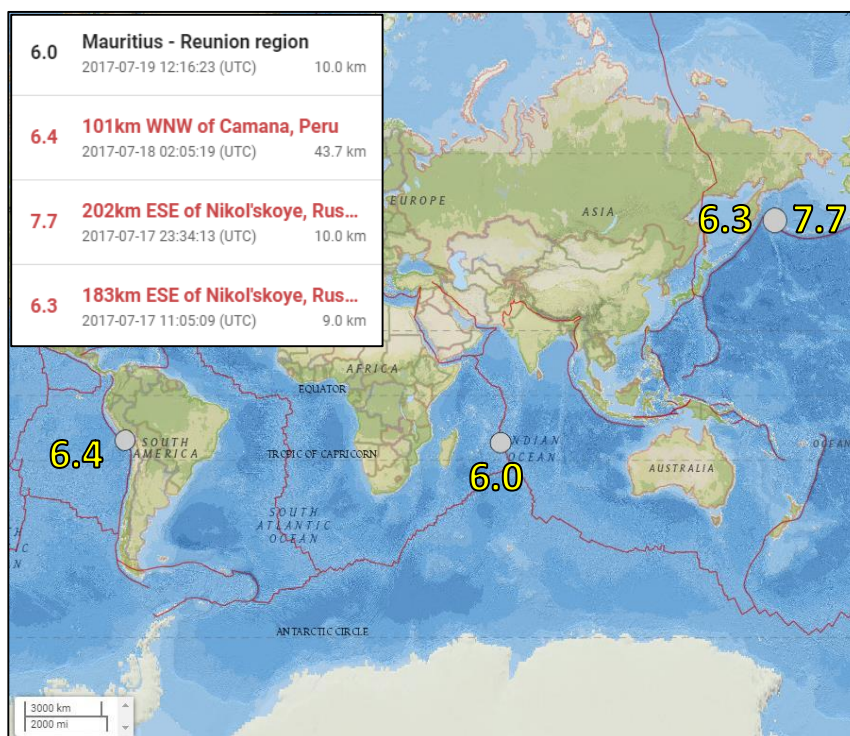 6.0 Mauritius - Reunion region
2017-07-19 12:16:23 (UTC) 10.0 km
6.4 101km WNW of Camana, Peru
2017-07-18 02:05:19 (UTC) 43.7 km
7.7 202km ESE of Nikol'skoye, Rus...
2017-07-17 23:34:13 (UTC) 10.0 km
6.3 183km ESE of Nikol'skoye, Rus...
2017-07-17 11:05:09 (UTC) 9.0 km
EUROPE
ASIA
6.3 7.7
AFRICA
EQUATOR
SOUTH
AMERICA
6.4
TROPIC OF CAPRICORN
INDIAN
OCEAN
6.0
AUSTRALIA
OCEAN
SOUTH
ATLANTIC
OCEAN
ANTARCTIC CIRCLE
3000 km
2000 mi